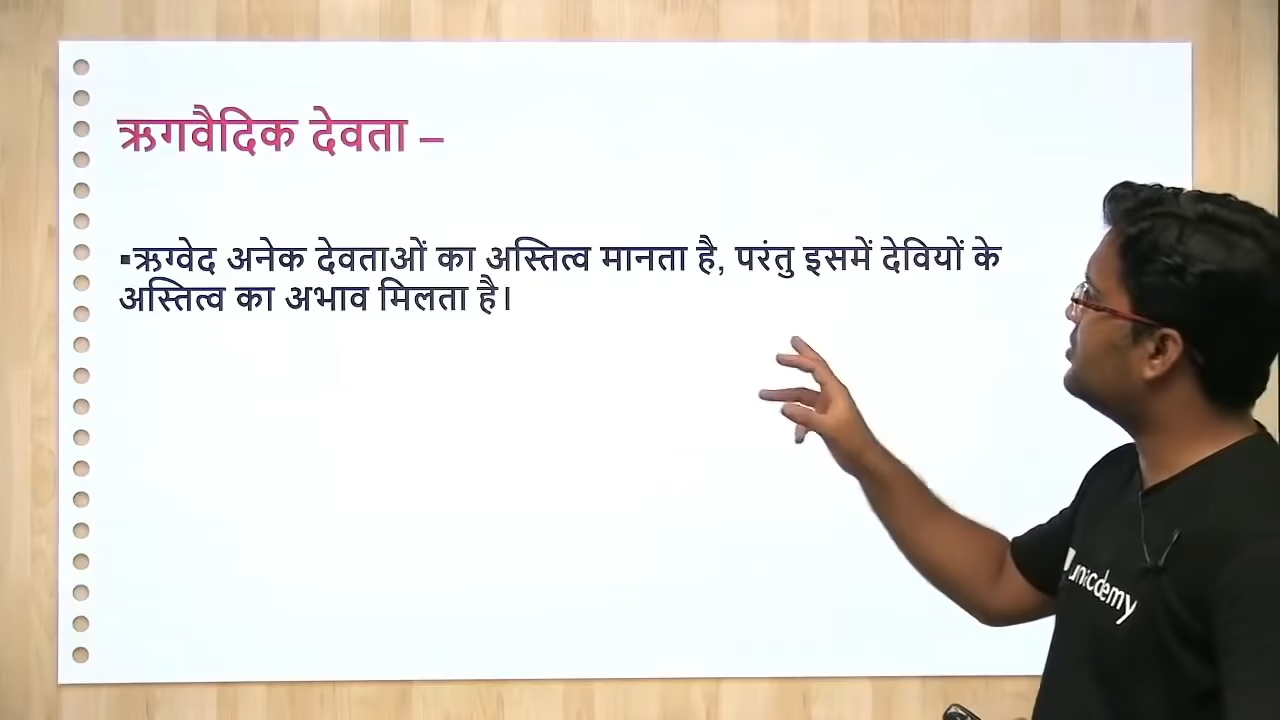 ऋगवैदिक देवता –
▪ऋग्वेद अनेक देवताओं का अस्तित्व मानता है, परंतु इसमें देवियों के
अस्तित्व का अभाव मिलता है।
unacademy